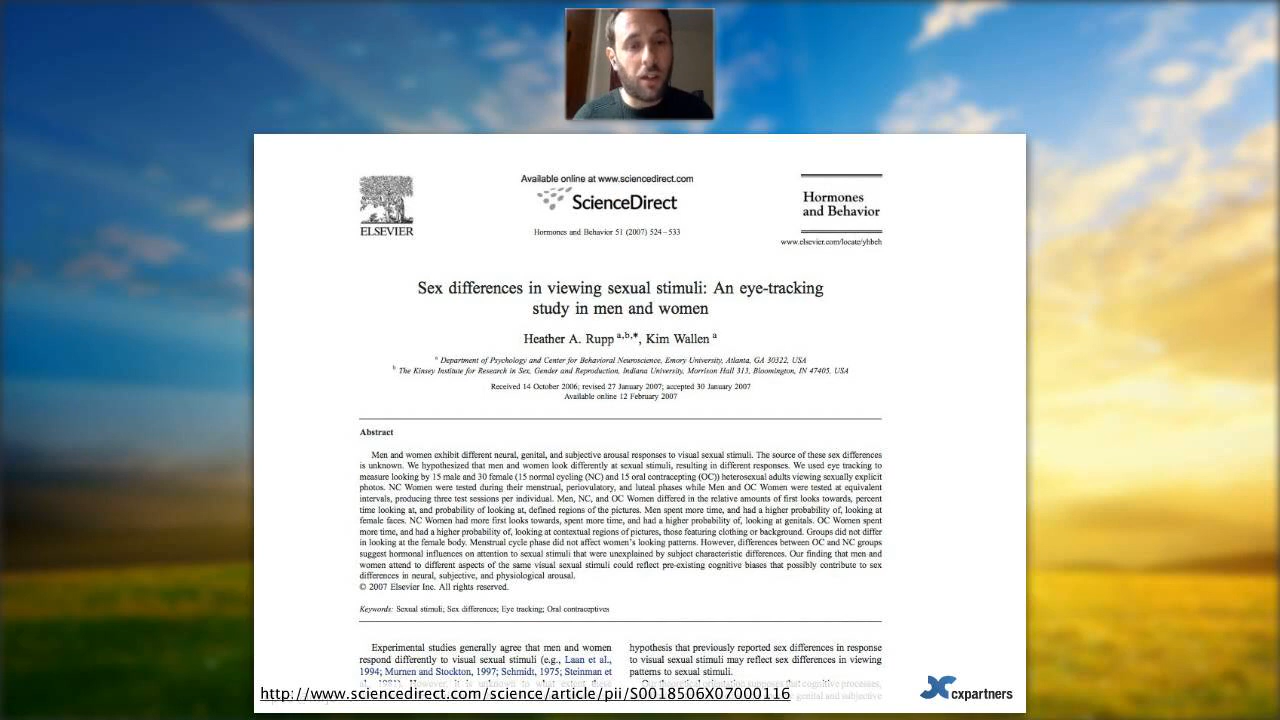 Available online at www.sciencedirect.com
ScienceDirect
ELSEVIER
Hormones and Behavior 51 (2007) 524–533
Hormones
and Behavior
www.elsevier.com/locate/yhbeh
Sex differences in viewing sexual stimuli: An eye-tracking
study in men and women
Heather A. Rupp a,b,*, Kim Wallen a
a Department of Psychology and Center for Behavioral Neuroscience, Emory University, Atlanta, GA 30322, USA
b The Kinsey Institute for Research in Sex, Gender and Reproduction, Indiana University, Morrison Hall 313, Bloomington, IN 47405, USA
Received 14 October 2006; revised 27 January 2007; accepted 30 January 2007
Available online 12 February 2007
Abstract
Men and women exhibit different neural, genital, and subjective arousal responses to visual sexual stimuli. The source of these sex differences
is unknown. We hypothesized that men and women look differently at sexual stimuli, resulting in different responses. We used eye tracking to
measure looking by 15 male and 30 female (15 normal cycling (NC) and 15 oral contracepting (OC)) heterosexual adults viewing sexually explicit
photos. NC Women were tested during their menstrual, periovulatory, and luteal phases while Men and OC Women were tested at equivalent
intervals, producing three test sessions per individual. Men, NC, and OC Women differed in the relative amounts of first looks towards, percent
time looking at, and probability of looking at, defined regions of the pictures. Men spent more time, and had a higher probability of, looking at
female faces. NC Women had more first looks towards, spent more time, and had a higher probability of, looking at genitals. OC Women spent
more time, and had a higher probability of, looking at contextual regions of pictures, those featuring clothing or background. Groups did not differ
in looking at the female body. Menstrual cycle phase did not affect women's looking patterns. However, differences between OC and NC groups
suggest hormonal influences on attention to sexual stimuli that were unexplained by subject characteristic differences. Our finding that men and
women attend to different aspects of the same visual sexual stimuli could reflect pre-existing cognitive biases that possibly contribute to sex
differences in neural, subjective, and physiological arousal.
© 2007 Elsevier Inc. All rights reserved.
Keywords: Sexual stimuli; Sex differences; Eye tracking; Oral contraceptives
Experimental studies generally agree that men and women
respond differently to visual sexual stimuli (e.g., Laan et al.,
1994; Murnen and Stockton, 1997; Schmidt, 1975; Steinman et
hypothesis that previously reported sex differences in response
to visual sexual stimuli may reflect sex differences in viewing
patterns to sexual stimuli.
that cognitive processes,
genital and subjective
http://www.sciencedirect.com/science/article/pii/S0018506X07000116
cxpartners